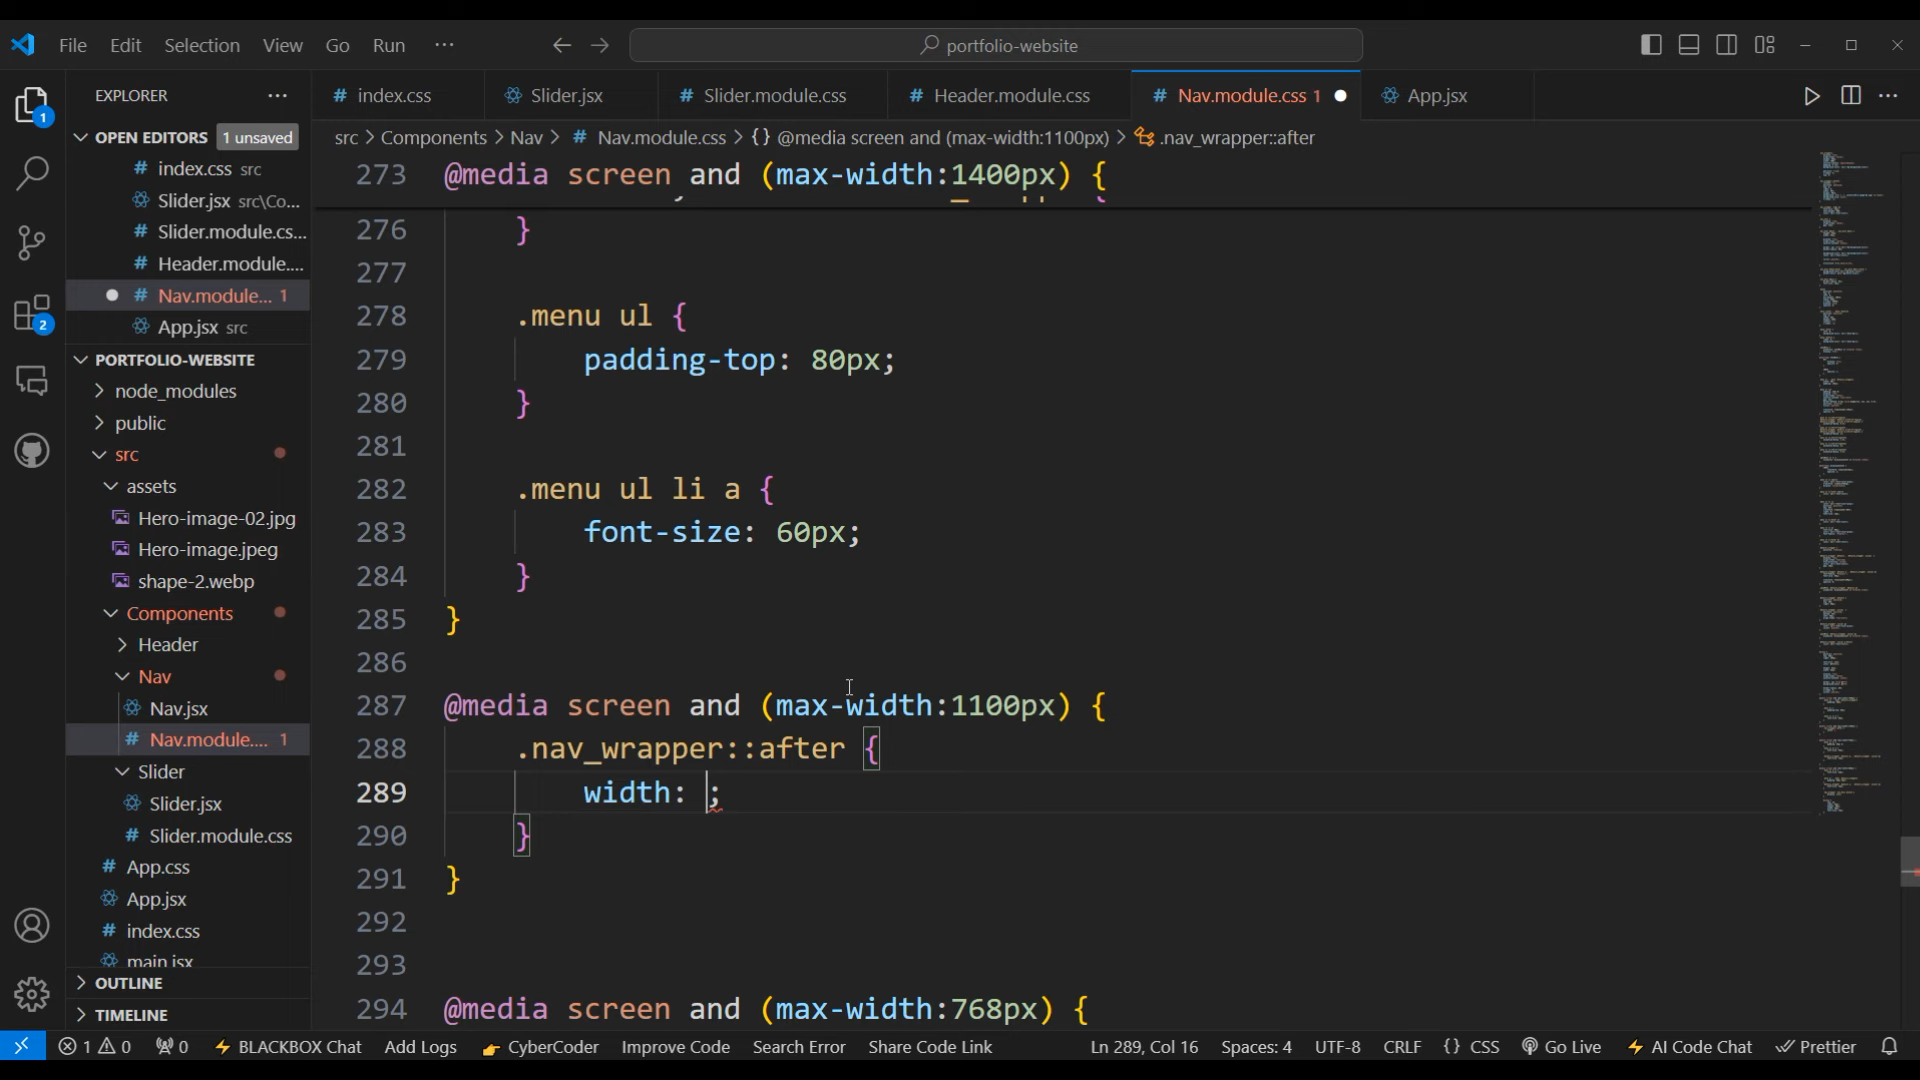 File Edit Selection View Go Run ··· portfolio-website
EXPLORER ···
OPEN EDITORS 1 unsaved
# index.css src
Slider.jsx src\Co...
# Slider.module.cs...
# Header.module....
# Nav.module... 1
App.jsx src
PORTFOLIO-WEBSITE
node_modules
public
src
assets
Hero-image-02.jpg
Hero-image.jpeg
shape-2.webp
Components
Header
Nav
Nav.jsx
# Nav.module.... 1
Slider
Slider.jsx
# Slider.module.css
# App.css
App.jsx
# index.css
main.jsx
OUTLINE
TIMELINE
1
2
# index.css Slider.jsx # Slider.module.css # Header.module.css # Nav.module.css 1 App.jsx
src > Components > Nav > # Nav.module.css > {} @media screen and (max-width:1100px) > .nav_wrapper::after
273 @media screen and (max-width:1400px) {
276 }
277
278 .menu ul {
279 padding-top: 80px;
280 }
281
282 .menu ul li a {
283 font-size: 60px;
284 }
285 }
286
287 @media screen and (max-width:1100px) {
288 .nav_wrapper::after {
289 width: ;
290 }
291 }
292
293
294 @media screen and (max-width:768px) {
1 0 0 BLACKBOX Chat Add Logs CyberCoder Improve Code Search Error Share Code Link Ln 289, Col 16 Spaces: 4 UTF-8 CRLF {} CSS Go Live AI Code Chat Prettier